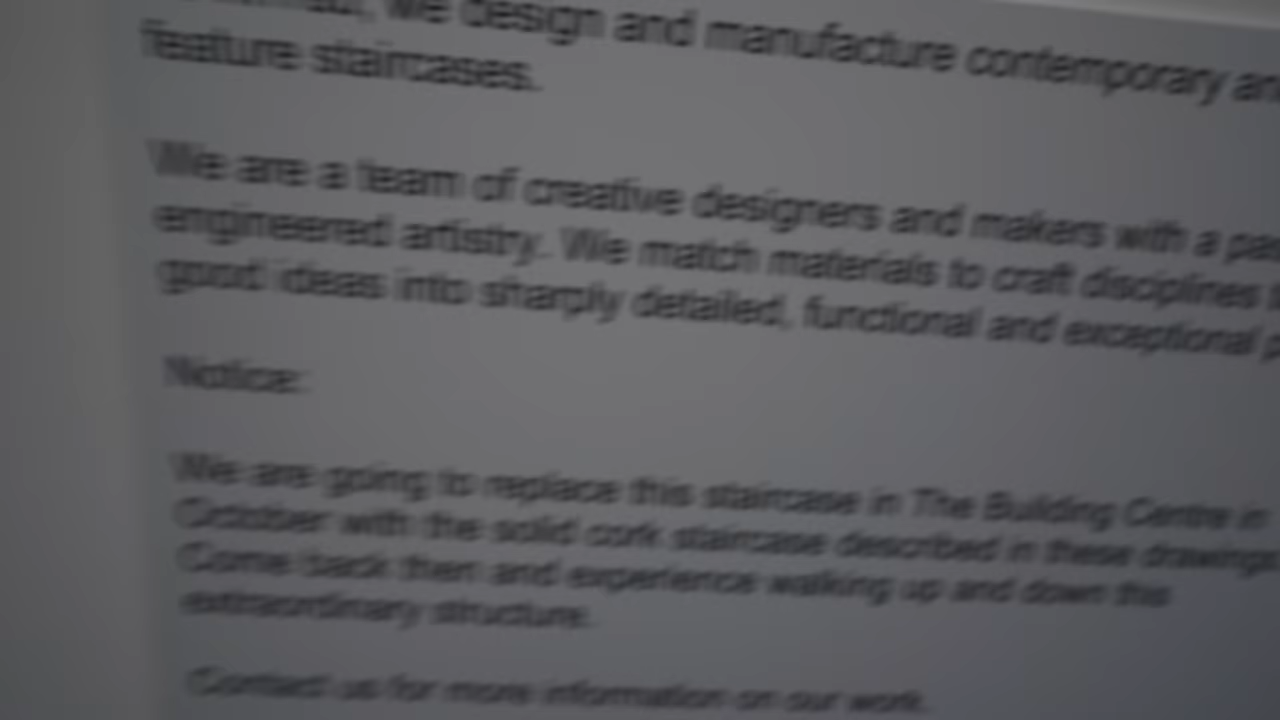 we design and manufacture contemporary
feature staircases.
We are a team of creative designers and makers with a
engineered artistry. We match materials to craft disciplines
good ideas into sharply detailed, functional and exceptional
Notice:
We are going to replace this staircase in The Building Centre in
October with the solid cork staircase described in these drawings
Come back then and experience walking up and down this
extraordinary structure.
Contact us for more information on our work.